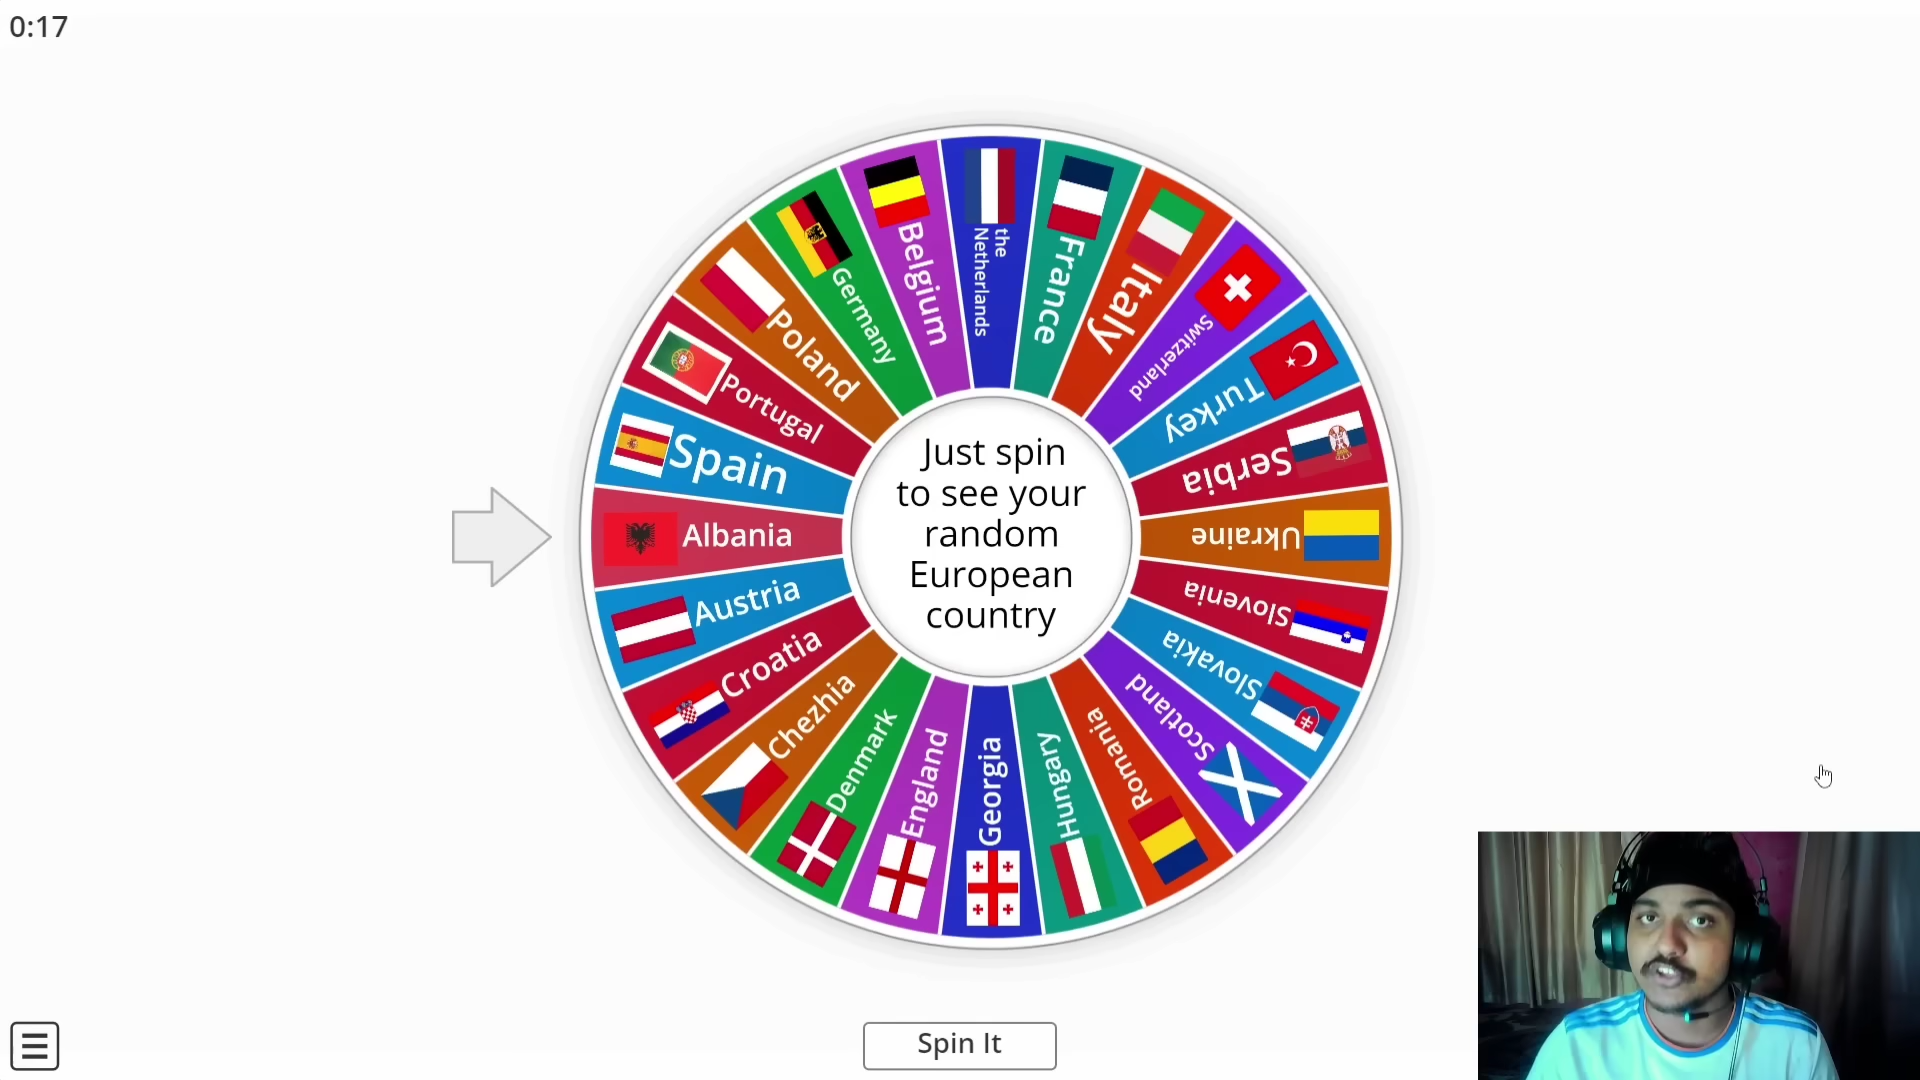 0:17
the
Netherlands
France
Italy
Switzerland
Turkey
Serbia
Ukraine
Slovenia
Slovakia
Scotland
Romania
Hungary
Georgia
England
Denmark
Chezhia
Croatia
Austria
Albania
Spain
Portugal
Poland
Germany
Belgium
Just spin
to see your
random
European
country
Spin It